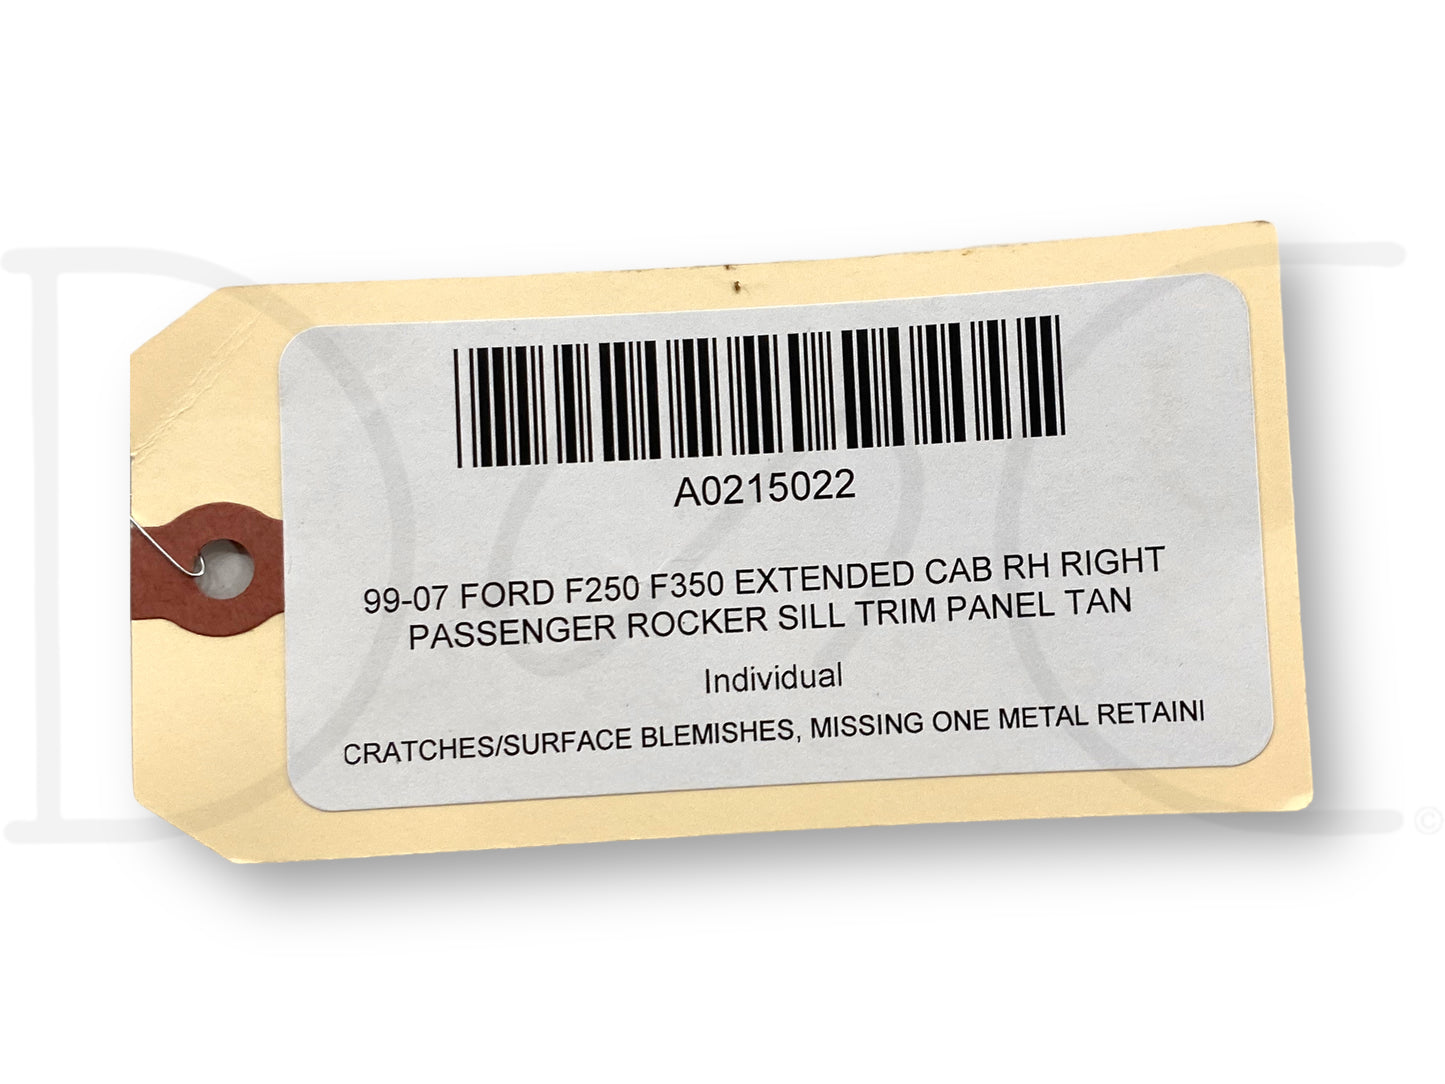 A0215022
99-07 FORD F250 F350 EXTENDED CAB RH RIGHT
PASSENGER ROCKER SILL TRIM PANEL TAN
Individual
CRATCHES/SURFACE BLEMISHES, MISSING ONE METAL RETAINI